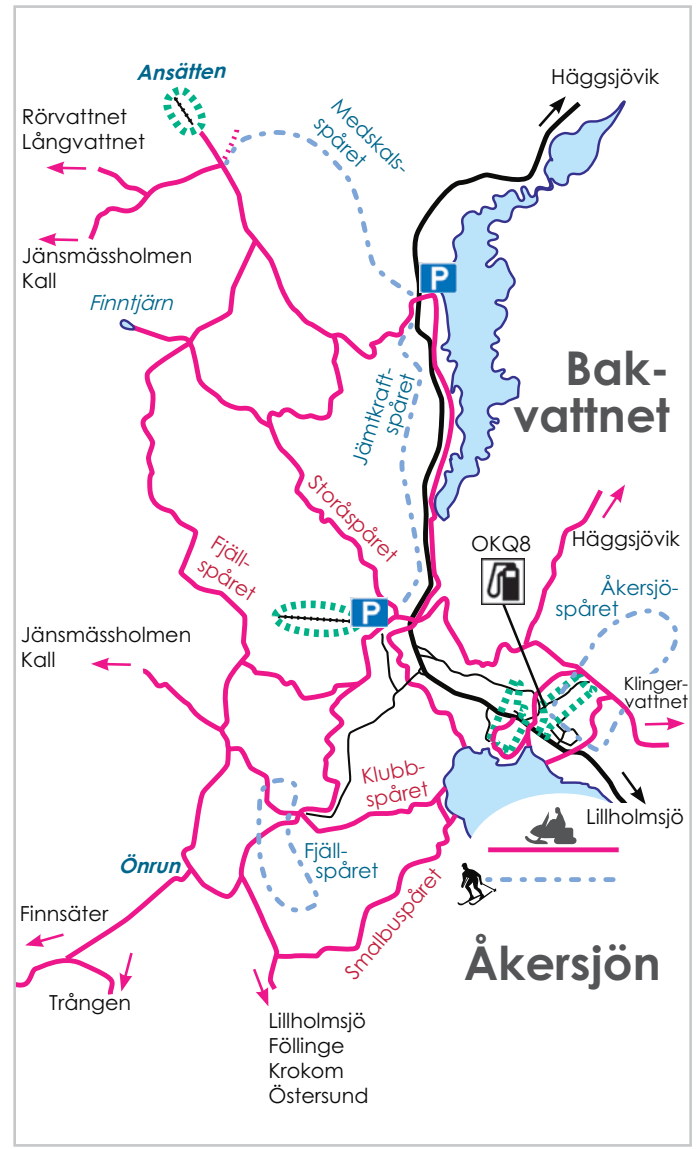 Ansätten
Häggsjövik
Rörvattnet
Långvattnet
Medskals-
spåret
Jänsmässholmen
Kall
P
Finntjärn
Bak-
vattnet
Jämtkraft-
spåret
Storåspåret
OKQ8
Häggsjövik
Fjäll-
spåret
Åkersjö-
spåret
P
Jänsmässholmen
Kall
Klinger-
vattnet
Klubb-
spåret
Lillholmsjö
Önrun
Fjäll-
spåret
Smalbuspåret
Finnsäter
Åkersjön
Trången
Lillholmsjö
Föllinge
Krokom
Östersund